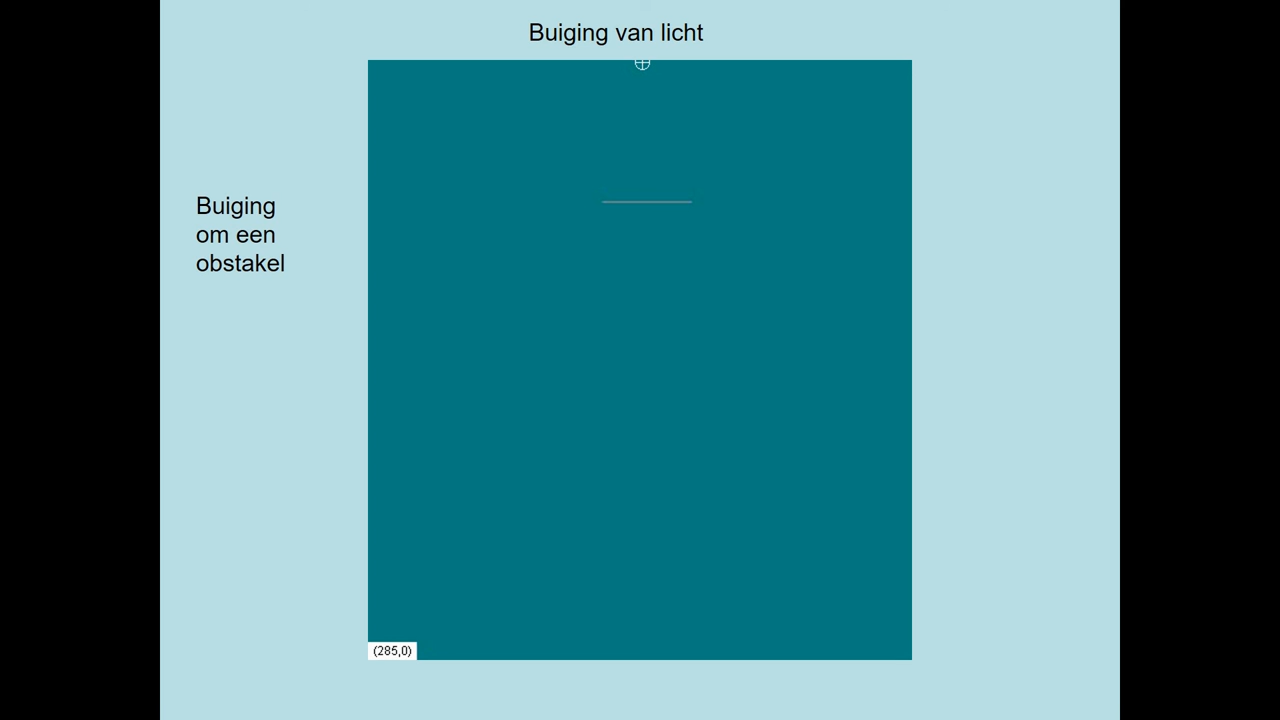 Buiging van licht
Buiging
om een
obstakel
(285,0)